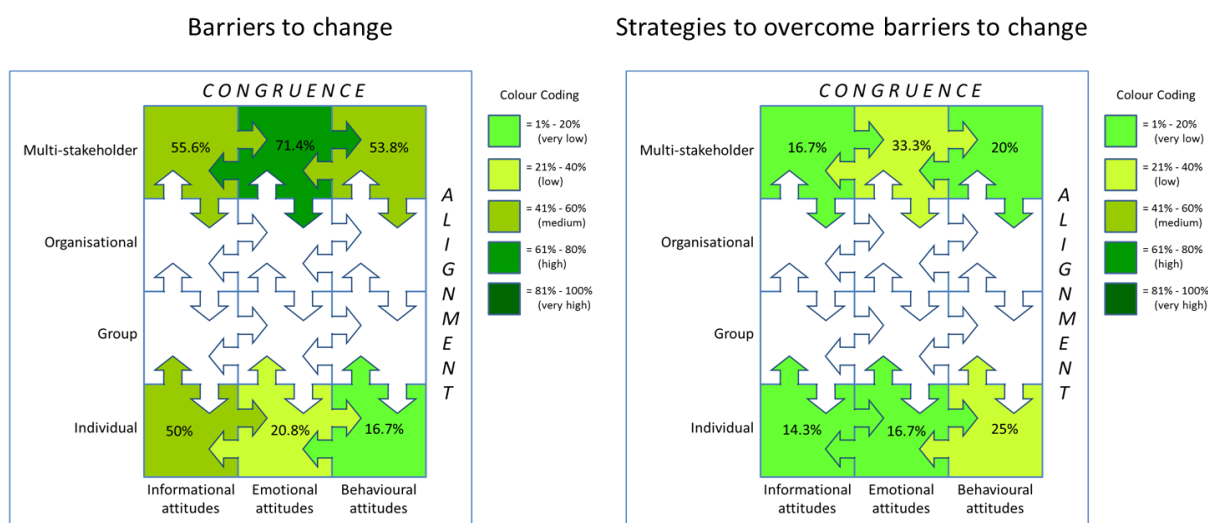 Barriers to change
Strategies to overcome barriers to change
CONGRUENCE
Multi-stakeholder
55.6%
71.4%
53.8%
Organisational
Group
Individual
50%
20.8%
16.7%
Informational
attitudes
Emotional
attitudes
Behavioural
attitudes
ALIGNMENT
Colour Coding
= 1% - 20%
(very low)
= 21% - 40%
(low)
= 41% - 60%
(medium)
= 61% - 80%
(high)
= 81% - 100%
(very high)
CONGRUENCE
Multi-stakeholder
16.7%
33.3%
20%
Organisational
Group
Individual
14.3%
16.7%
25%
Informational
attitudes
Emotional
attitudes
Behavioural
attitudes
ALIGNMENT
Colour Coding
= 1% - 20%
(very low)
= 21% - 40%
(low)
= 41% - 60%
(medium)
= 61% - 80%
(high)
= 81% - 100%
(very high)